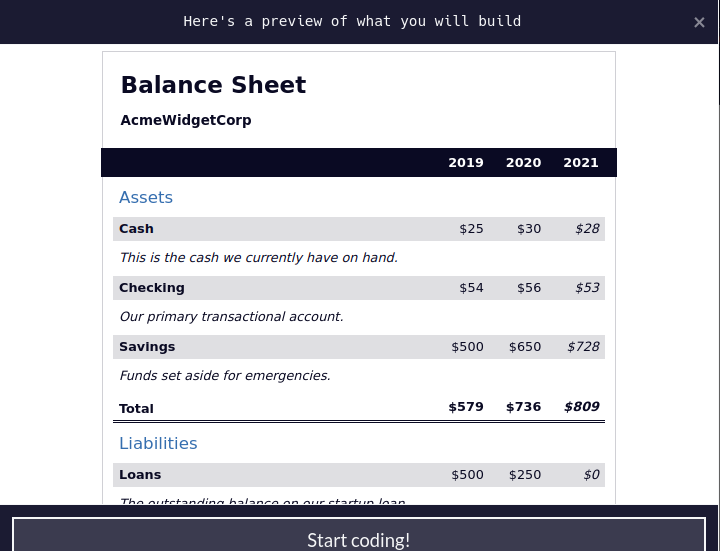 Here's a preview of what you will build ×
Balance Sheet
AcmeWidgetCorp
2019 2020 2021
Assets
Cash $25 $30 $28
This is the cash we currently have on hand.
Checking $54 $56 $53
Our primary transactional account.
Savings $500 $650 $728
Funds set aside for emergencies.
Total $579 $736 $809
Liabilities
Loans $500 $250 $0
The outstanding balance on our startup loan.
Start coding!